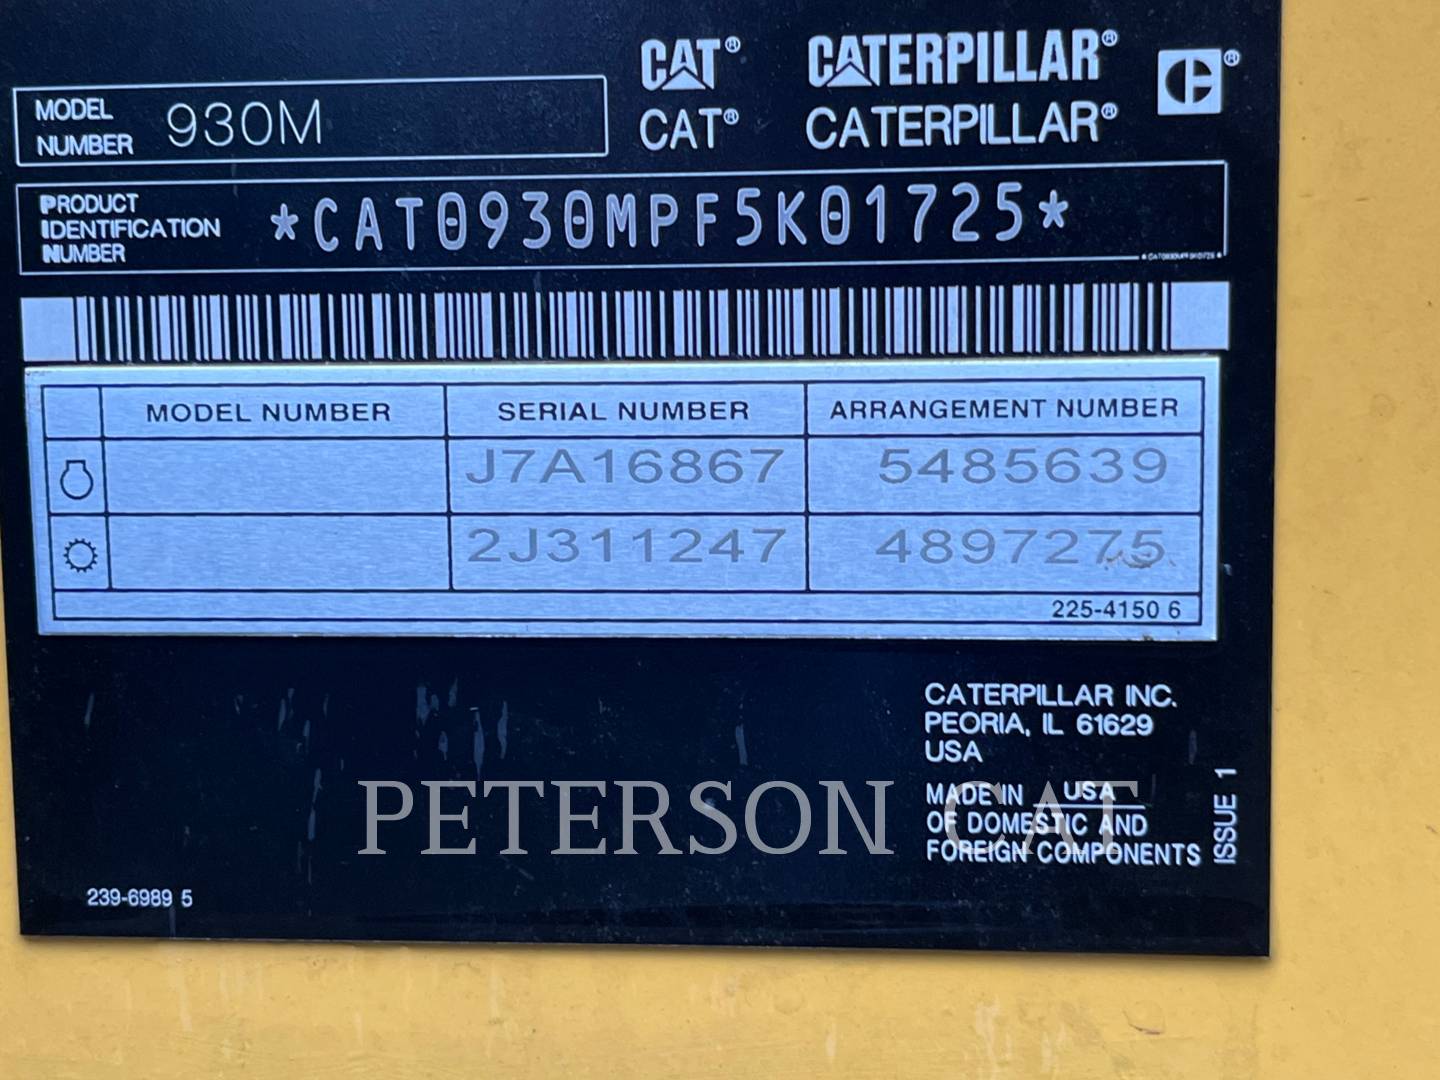 CAT® CATERPILLAR®
CAT® CATERPILLAR®
MODEL NUMBER 930M
PRODUCT IDENTIFICATION NUMBER *CAT0930MPF5K01725*
MODEL NUMBER SERIAL NUMBER ARRANGEMENT NUMBER
J7A16867 5485639
2J311247 4897275
225-4150 6
CATERPILLAR INC.
PEORIA, IL 61629
USA
MADE IN USA
OF DOMESTIC AND
FOREIGN COMPONENTS
ISSUE 1
PETERSON CAT
239-6989 5